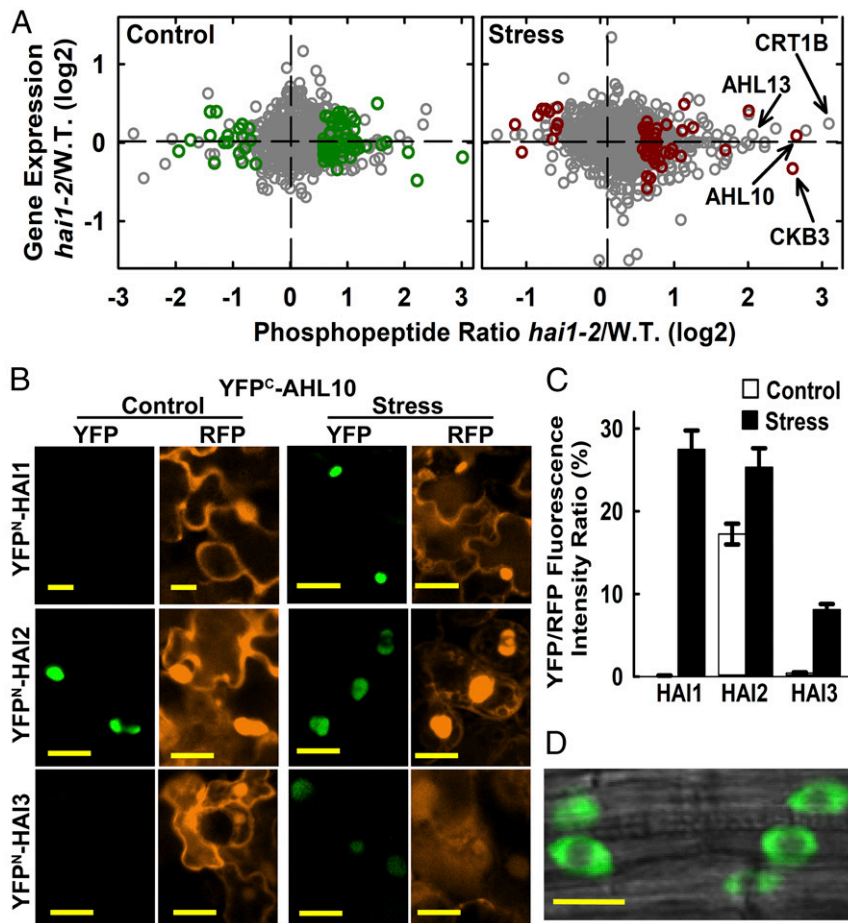 A
Control
Stress
CRT1B
AHL13
AHL10
CKB3
Gene Expression
hai1-2/W.T. (log2)
1
0
-1
-3 -2 -1 0 1 2 3
-1 0 1 2 3
Phosphopeptide Ratio hai1-2/W.T. (log2)
B
YFPᶜ-AHL10
Control Stress
YFP RFP YFP RFP
YFPᴺ-HAI1
YFPᴺ-HAI2
YFPᴺ-HAI3
C
Control
Stress
YFP/RFP Fluorescence
Intensity Ratio (%)
30
20
10
0
HAI1 HAI2 HAI3
D